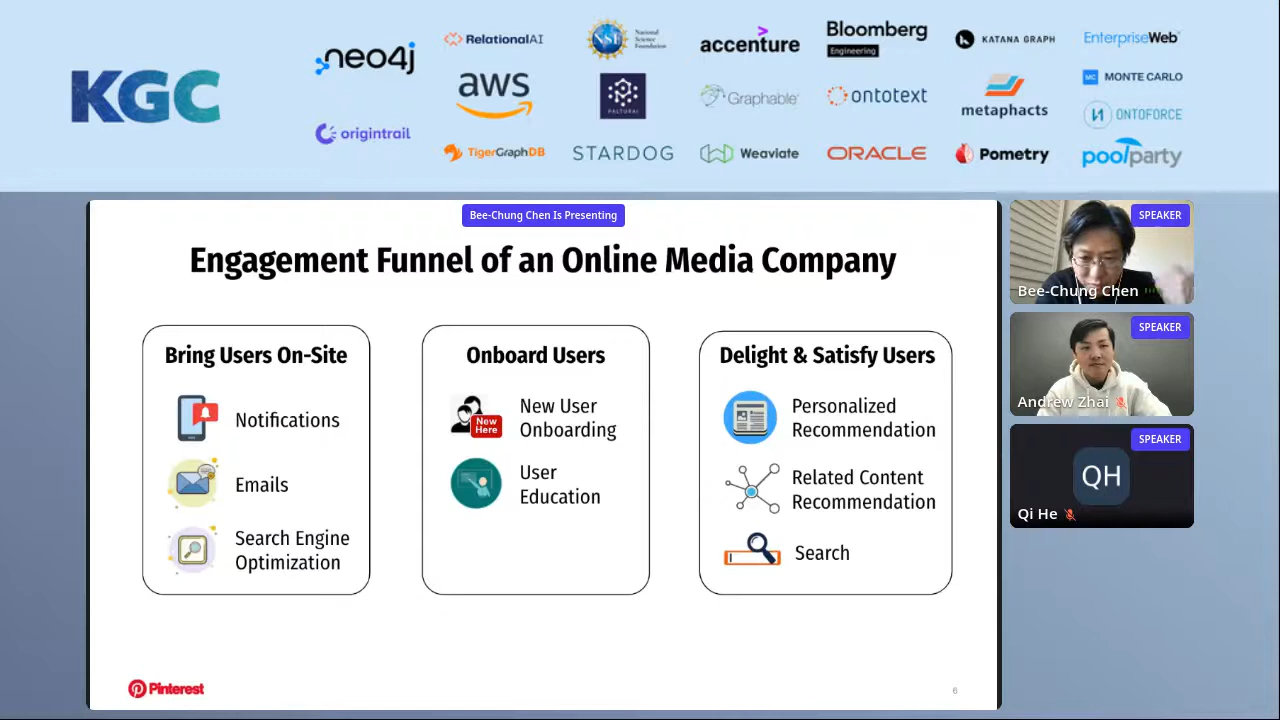 KGC
neo4j
origintrail
RelationalAI
aws
TigerGraphDB
NSF
National
Science
Foundation
STARDOG
accenture
Graphable
Weaviate
Bloomberg
Engineering
ontotext
ORACLE
KATANA GRAPH
metaphacts
Pometry
EnterpriseWeb
MC MONTE CARLO
ONTOFORCE
poolparty
Bee-Chung Chen Is Presenting
Engagement Funnel of an Online Media Company
Bring Users On-Site
Notifications
Emails
Search Engine
Optimization
Onboard Users
New
Here
New User
Onboarding
User
Education
Delight & Satisfy Users
Personalized
Recommendation
Related Content
Recommendation
Search
Pinterest
6
SPEAKER
Bee-Chung Chen
SPEAKER
Andrew Zhai
SPEAKER
QH
Qi He